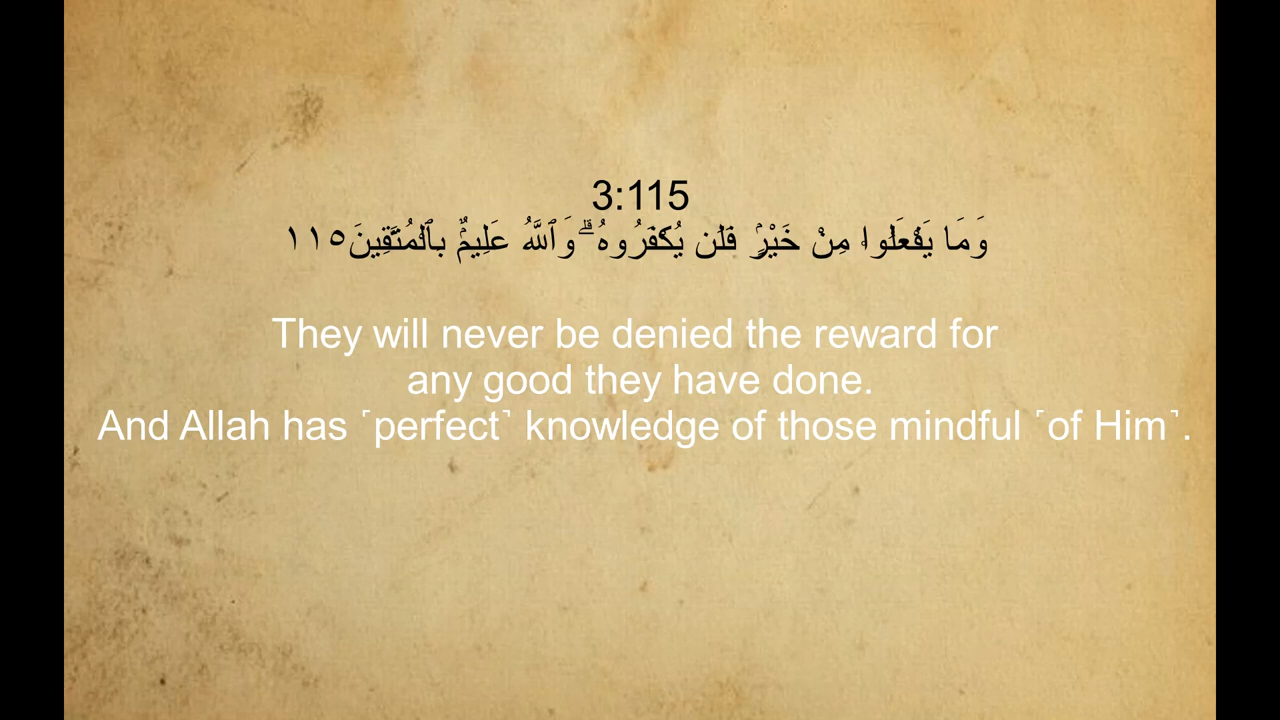 3:115
وَمَا يَفْعَلُوا۟ مِنْ خَيْرٍۢ فَلَن يُكْفَرُوهُ ۗ وَٱللَّهُ عَلِيمٌۢ بِٱلْمُتَّقِينَ ١١٥
They will never be denied the reward for
any good they have done.
And Allah has ˹perfect˺ knowledge of those mindful ˹of Him˺.